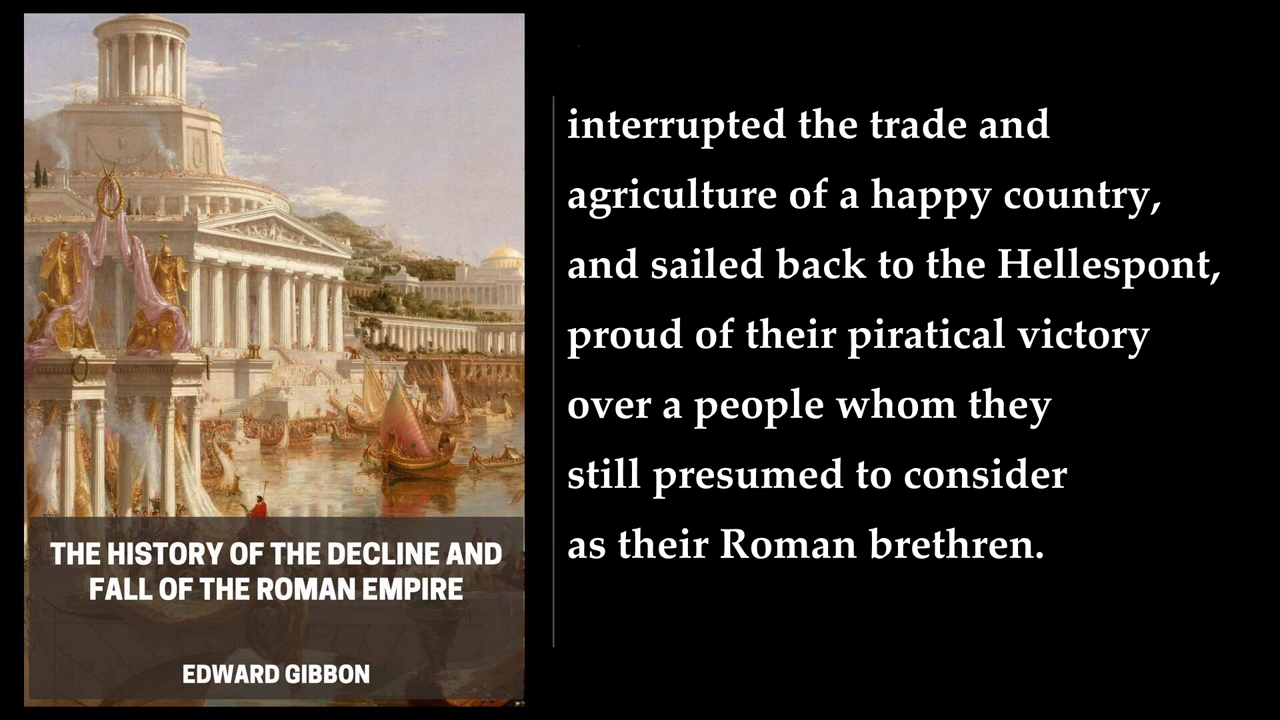 THE HISTORY OF THE DECLINE AND
FALL OF THE ROMAN EMPIRE
EDWARD GIBBON
interrupted the trade and
agriculture of a happy country,
and sailed back to the Hellespont,
proud of their piratical victory
over a people whom they
still presumed to consider
as their Roman brethren.